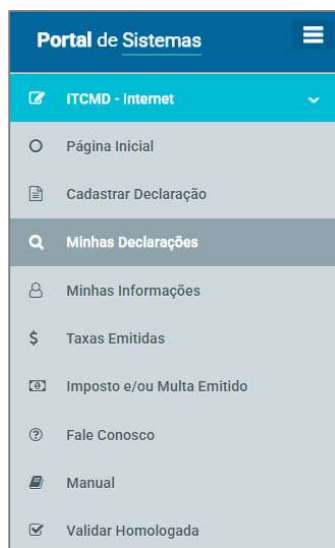 Portal de Sistemas
ITCMD - Internet
Página Inicial
Cadastrar Declaração
Minhas Declarações
Minhas Informações
Taxas Emitidas
Imposto e/ou Multa Emitido
Fale Conosco
Manual
Validar Homologada